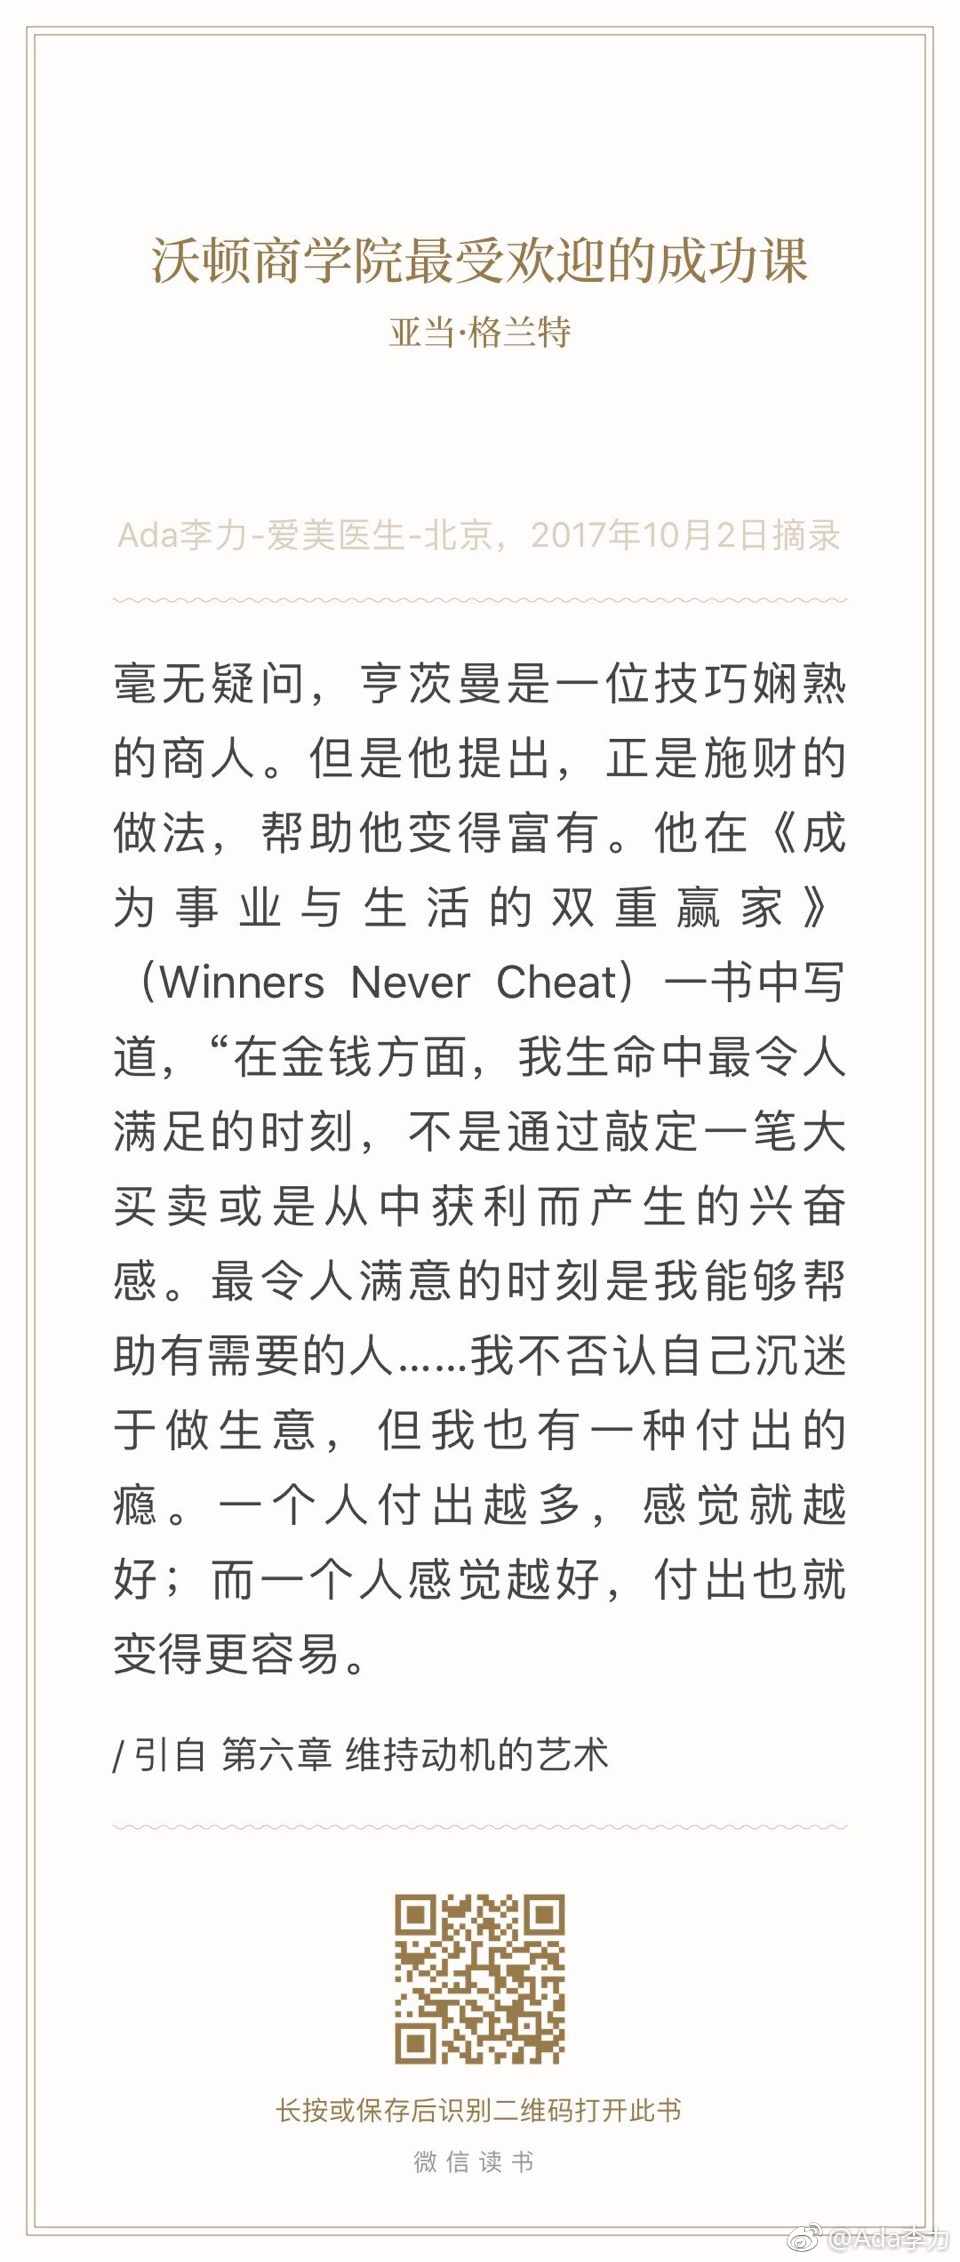 沃顿商学院最受欢迎的成功课
亚当·格兰特
Ada李力-爱美医生-北京，2017年10月2日摘录
毫无疑问，亨茨曼是一位技巧娴熟
的商人。但是他提出，正是施财的
做法，帮助他变得富有。他在《成
为事业与生活的双重赢家》
（Winners Never Cheat）一书中写
道，“在金钱方面，我生命中最令人
满足的时刻，不是通过敲定一笔大
买卖或是从中获利而产生的兴奋
感。最令人满意的时刻是我能够帮
助有需要的人……我不否认自己沉迷
于做生意，但我也有一种付出的
瘾。一个人付出越多，感觉就越
好；而一个人感觉越好，付出也就
变得更容易。
/ 引自 第六章 维持动机的艺术
长按或保存后识别二维码打开此书
微信读书
@Ada李力